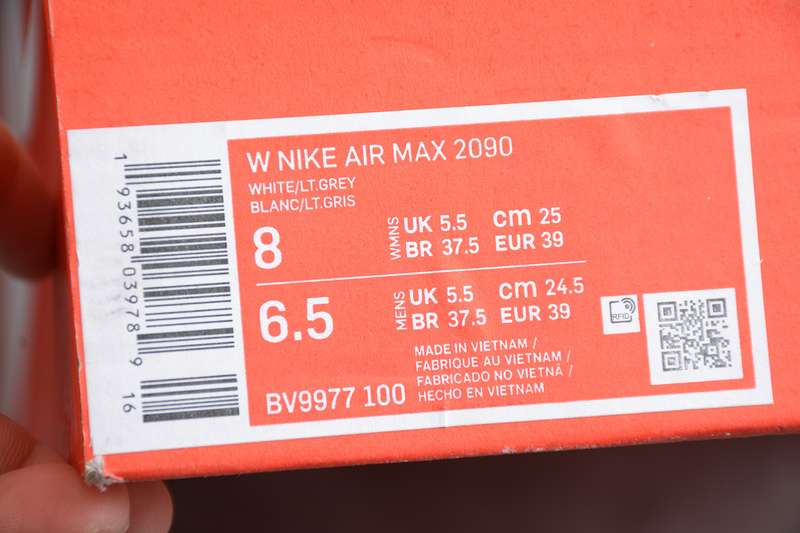 W NIKE AIR MAX 2090
WHITE/LT.GREY
BLANC/LT.GRIS
8 WMNS UK 5.5 cm 25
BR 37.5 EUR 39
6.5 MENS UK 5.5 cm 24.5
BR 37.5 EUR 39
MADE IN VIETNAM /
FABRIQUE AU VIETNAM /
FABRICADO NO VIETNÃ /
HECHO EN VIETNAM
BV9977 100
RFID
1 93658 03978 9
16